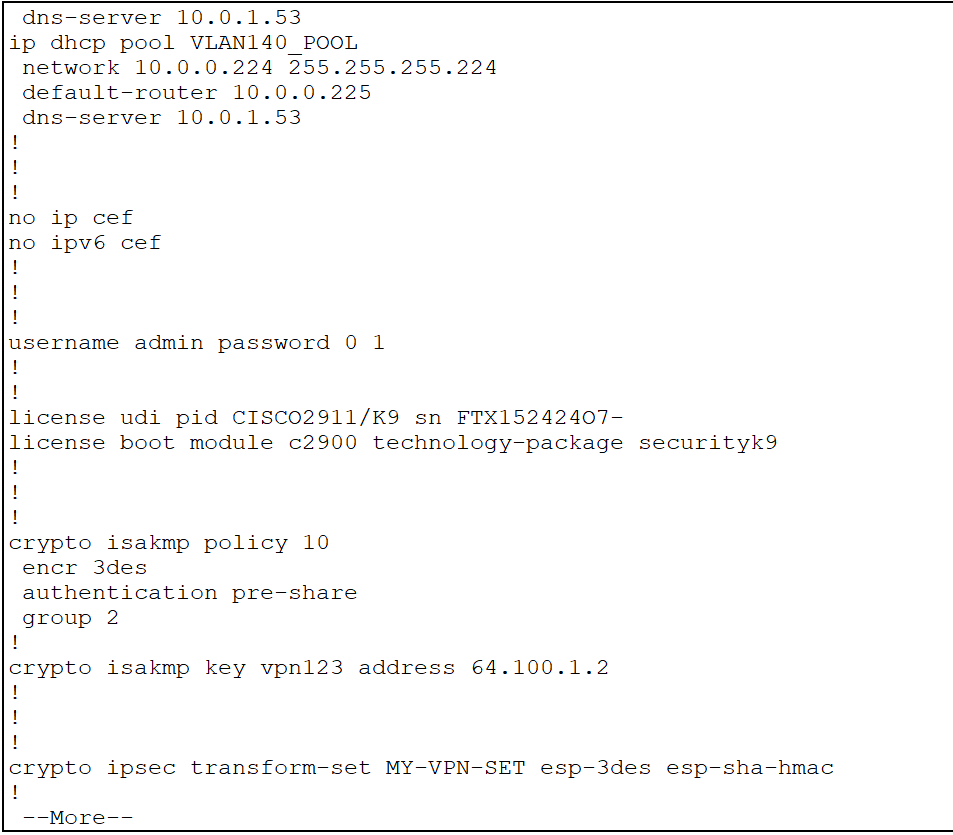 dns-server 10.0.1.53
ip dhcp pool VLAN140_POOL
network 10.0.0.224 255.255.255.224
default-router 10.0.0.225
dns-server 10.0.1.53
!
!
!
no ip cef
no ipv6 cef
!
!
!
username admin password 0 1
!
!
license udi pid CISCO2911/K9 sn FTX152424O7-
license boot module c2900 technology-package securityk9
!
!
!
crypto isakmp policy 10
encr 3des
authentication pre-share
group 2
!
crypto isakmp key vpn123 address 64.100.1.2
!
!
!
crypto ipsec transform-set MY-VPN-SET esp-3des esp-sha-hmac
!
--More--